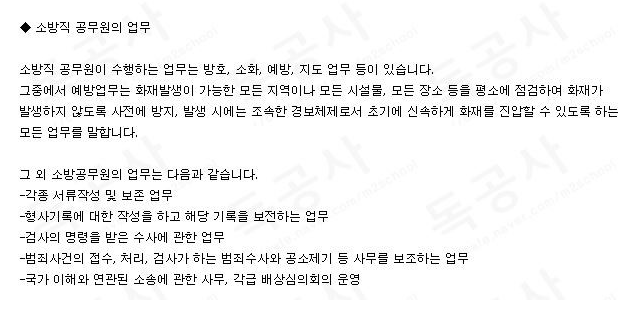 ◆ 소방직 공무원의 업무
소방직 공무원이 수행하는 업무는 방호, 소화, 예방, 지도 업무 등이 있습니다.
그중에서 예방업무는 화재발생이 가능한 모든 지역이나 모든 시설물, 모든 장소 등을 평소에 점검하여 화재가
발생하지 않도록 사전에 방지, 발생 시에는 조속한 경보체제로서 초기에 신속하게 화재를 진압할 수 있도록 하는
모든 업무를 말합니다.
그 외 소방공무원의 업무는 다음과 같습니다.
-각종 서류작성 및 보존 업무
-형사기록에 대한 작성을 하고 해당 기록을 보전하는 업무
-검사의 명령을 받은 수사에 관한 업무
-범죄사건의 접수, 처리, 검사가 하는 범죄수사와 공소제기 등 사무를 보조하는 업무
-국가 이해와 연관된 소송에 관한 사무, 각급 배상심의회의 운영
독공사
독공사